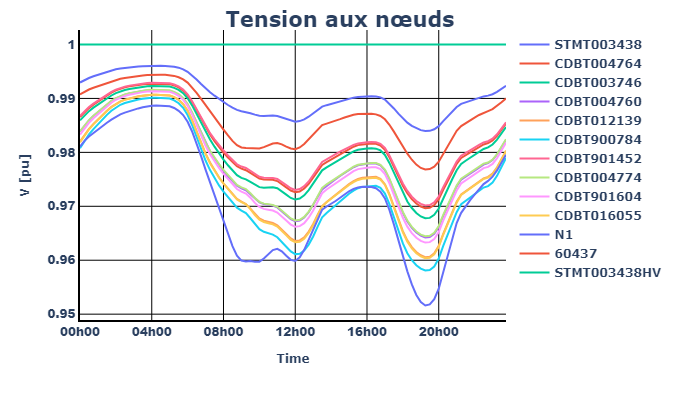 Tension aux nœuds
1
0.99
0.98
0.97
0.96
0.95
V [pu]
00h00 04h00 08h00 12h00 16h00 20h00
Time
STMT003438
CDBT004764
CDBT003746
CDBT004760
CDBT012139
CDBT900784
CDBT901452
CDBT004774
CDBT901604
CDBT016055
N1
60437
STMT003438HV